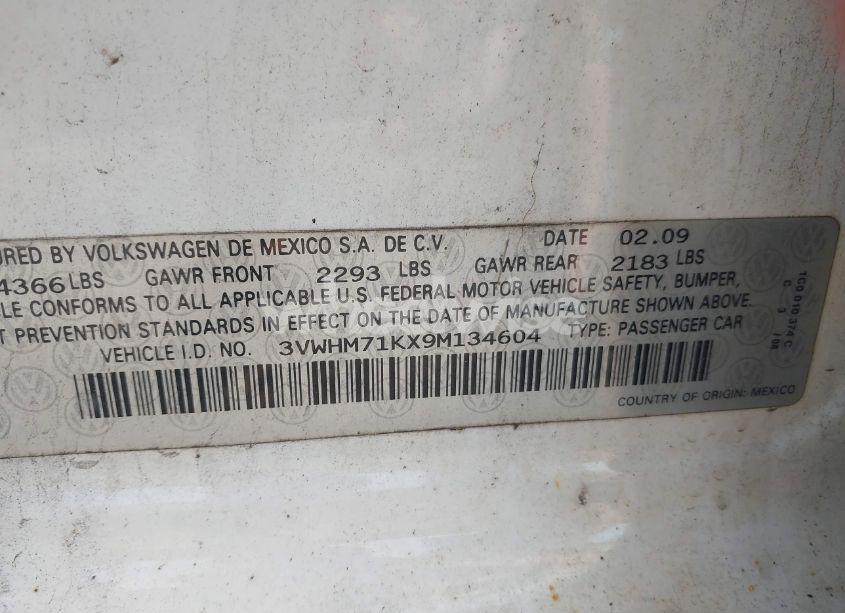 URED BY VOLKSWAGEN DE MEXICO S.A. DE C.V. DATE 02.09
4366 LBS GAWR FRONT 2293 LBS GAWR REAR 2183 LBS
LE CONFORMS TO ALL APPLICABLE U.S. FEDERAL MOTOR VEHICLE SAFETY, BUMPER,
T PREVENTION STANDARDS IN EFFECT ON THE DATE OF MANUFACTURE SHOWN ABOVE.
VEHICLE I.D. NO. 3VWHM71KX9M134604 TYPE: PASSENGER CAR
COUNTRY OF ORIGIN: MEXICO